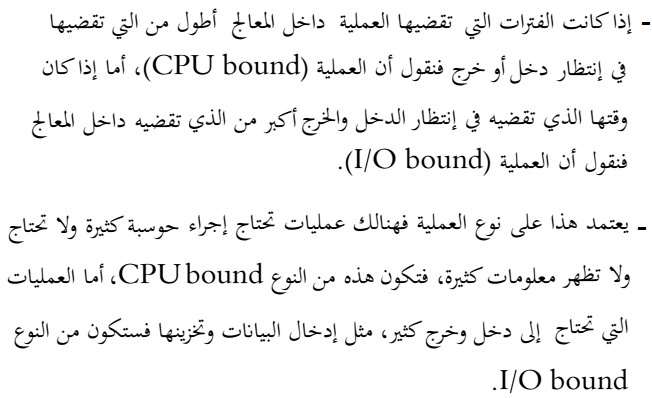 - إذا كانت الفترات التي تقضيها العملية داخل المعالج أطول من التي تقضيها
في إنتظار دخل أو خرج فنقول أن العملية (CPU bound)، أما إذا كان
وقتها الذي تقضيه في إنتظار الدخل والخرج أكبر من الذي تقضيه داخل المعالج
فنقول أن العملية (I/O bound).
- يعتمد هذا على نوع العملية فهنالك عمليات تحتاج إجراء حوسبة كثيرة ولا تحتاج
ولا تظهر معلومات كثيرة، فتكون هذه من النوع CPU bound، أما العمليات
التي تحتاج إلى دخل وخرج كثير، مثل إدخال البيانات وتخزينها فستكون من النوع
I/O bound.